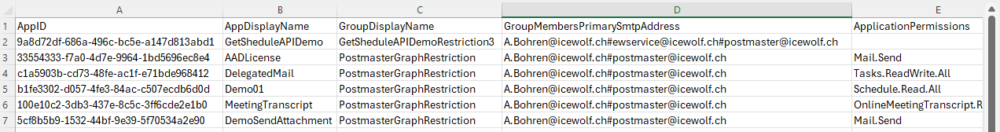 A B C D E
1 AppID AppDisplayName GroupDisplayName GroupMembersPrimarySmtpAddress ApplicationPermissions
2 9a8d72df-686a-496c-bc5e-a147d813abd1 GetSheduleAPIDemo GetSheduleAPIDemoRestriction3 A.Bohren@icewolf.ch#ewservice@icewolf.ch#postmaster@icewolf.ch
3 33554333-f7a0-4d7e-9964-1bd5696ec8e4 AADLicense PostmasterGraphRestriction A.Bohren@icewolf.ch#postmaster@icewolf.ch Mail.Send
4 c1a5903b-cd73-48fe-ac1f-e71bde968412 DelegatedMail PostmasterGraphRestriction A.Bohren@icewolf.ch#postmaster@icewolf.ch Tasks.ReadWrite.All
5 b1fe3302-d057-4fe3-84ac-c507ecdb6d0d Demo01 PostmasterGraphRestriction A.Bohren@icewolf.ch#postmaster@icewolf.ch Schedule.Read.All
6 100e10c2-3db3-437e-8c5c-3ff6cde2e1b0 MeetingTranscript PostmasterGraphRestriction A.Bohren@icewolf.ch#postmaster@icewolf.ch OnlineMeetingTranscript.R
7 5cf8b5b9-1532-44bf-9e39-5f70534a2e90 DemoSendAttachment PostmasterGraphRestriction A.Bohren@icewolf.ch#postmaster@icewolf.ch Mail.Send